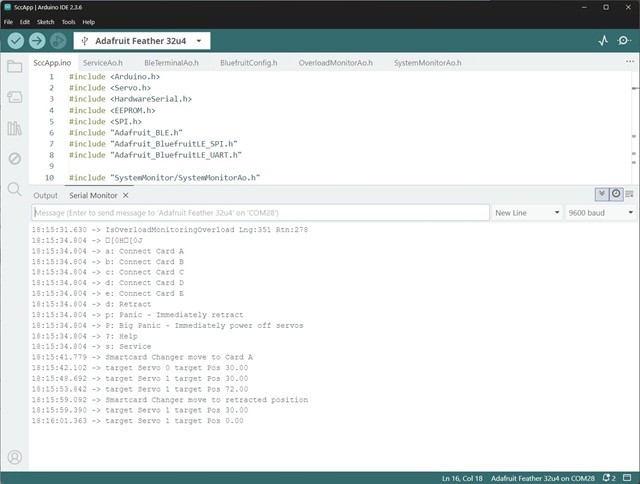 SccApp | Arduino IDE 2.3.6
File Edit Sketch Tools Help
Adafruit Feather 32u4
SccApp.ino ServiceAo.h BleTerminalAo.h BluefruitConfig.h OverloadMonitorAo.h SystemMonitorAo.h
1 #include <Arduino.h>
2 #include <Servo.h>
3 #include <HardwareSerial.h>
4 #include <EEPROM.h>
5 #include <SPI.h>
6 #include "Adafruit_BLE.h"
7 #include "Adafruit_BluefruitLE_SPI.h"
8 #include "Adafruit_BluefruitLE_UART.h"
9
10 #include "SystemMonitor/SystemMonitorAo.h"
Output Serial Monitor
Message (Enter to send message to 'Adafruit Feather 32u4' on 'COM28') New Line 9600 baud
18:15:31.630 -> IsOverloadMonitoringOverload Lng:351 Rtn:278
18:15:34.804 -> □[0H□[0J
18:15:34.804 -> a: Connect Card A
18:15:34.804 -> b: Connect Card B
18:15:34.804 -> c: Connect Card C
18:15:34.804 -> d: Connect Card D
18:15:34.804 -> e: Connect Card E
18:15:34.804 -> d: Retract
18:15:34.804 -> p: Panic - Immediately retract
18:15:34.804 -> P: Big Panic - Immediately power off servos
18:15:34.804 -> ?: Help
18:15:34.804 -> s: Service
18:15:41.779 -> Smartcard Changer move to Card A
18:15:42.102 -> target Servo 0 target Pos 30.00
18:15:48.692 -> target Servo 1 target Pos 30.00
18:15:53.842 -> target Servo 1 target Pos 72.00
18:15:59.092 -> Smartcard Changer move to retracted position
18:15:59.390 -> target Servo 1 target Pos 30.00
18:16:01.363 -> target Servo 1 target Pos 0.00
Ln 16, Col 18 Adafruit Feather 32u4 on COM28 2